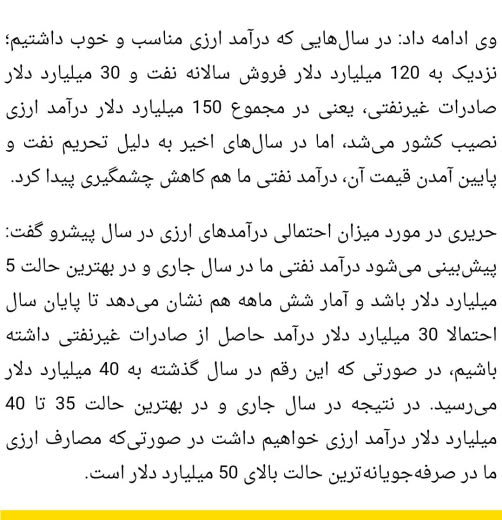 وی ادامه داد: در سال‌هایی که درآمد ارزی مناسب و خوب داشتیم؛
نزدیک به 120 میلیارد دلار فروش سالانه نفت و 30 میلیارد دلار
صادرات غیرنفتی، یعنی در مجموع 150 میلیارد دلار درآمد ارزی
نصیب کشور می‌شد، اما در سال‌های اخیر به دلیل تحریم نفت و
پایین آمدن قیمت آن، درآمد نفتی ما هم کاهش چشمگیری پیدا کرد.
حریری در مورد میزان احتمالی درآمدهای ارزی در سال پیشرو گفت:
پیش‌بینی می‌شود درآمد نفتی ما در سال جاری و در بهترین حالت 5
میلیارد دلار باشد و آمار شش ماهه هم نشان می‌دهد تا پایان سال
احتمالا 30 میلیارد دلار درآمد حاصل از صادرات غیرنفتی داشته
باشیم، در صورتی که این رقم در سال گذشته به 40 میلیارد دلار
می‌رسید. در نتیجه در سال جاری و در بهترین حالت 35 تا 40
میلیارد دلار درآمد ارزی خواهیم داشت در صورتی‌که مصارف ارزی
ما در صرفه‌جویانه‌ترین حالت بالای 50 میلیارد دلار است.